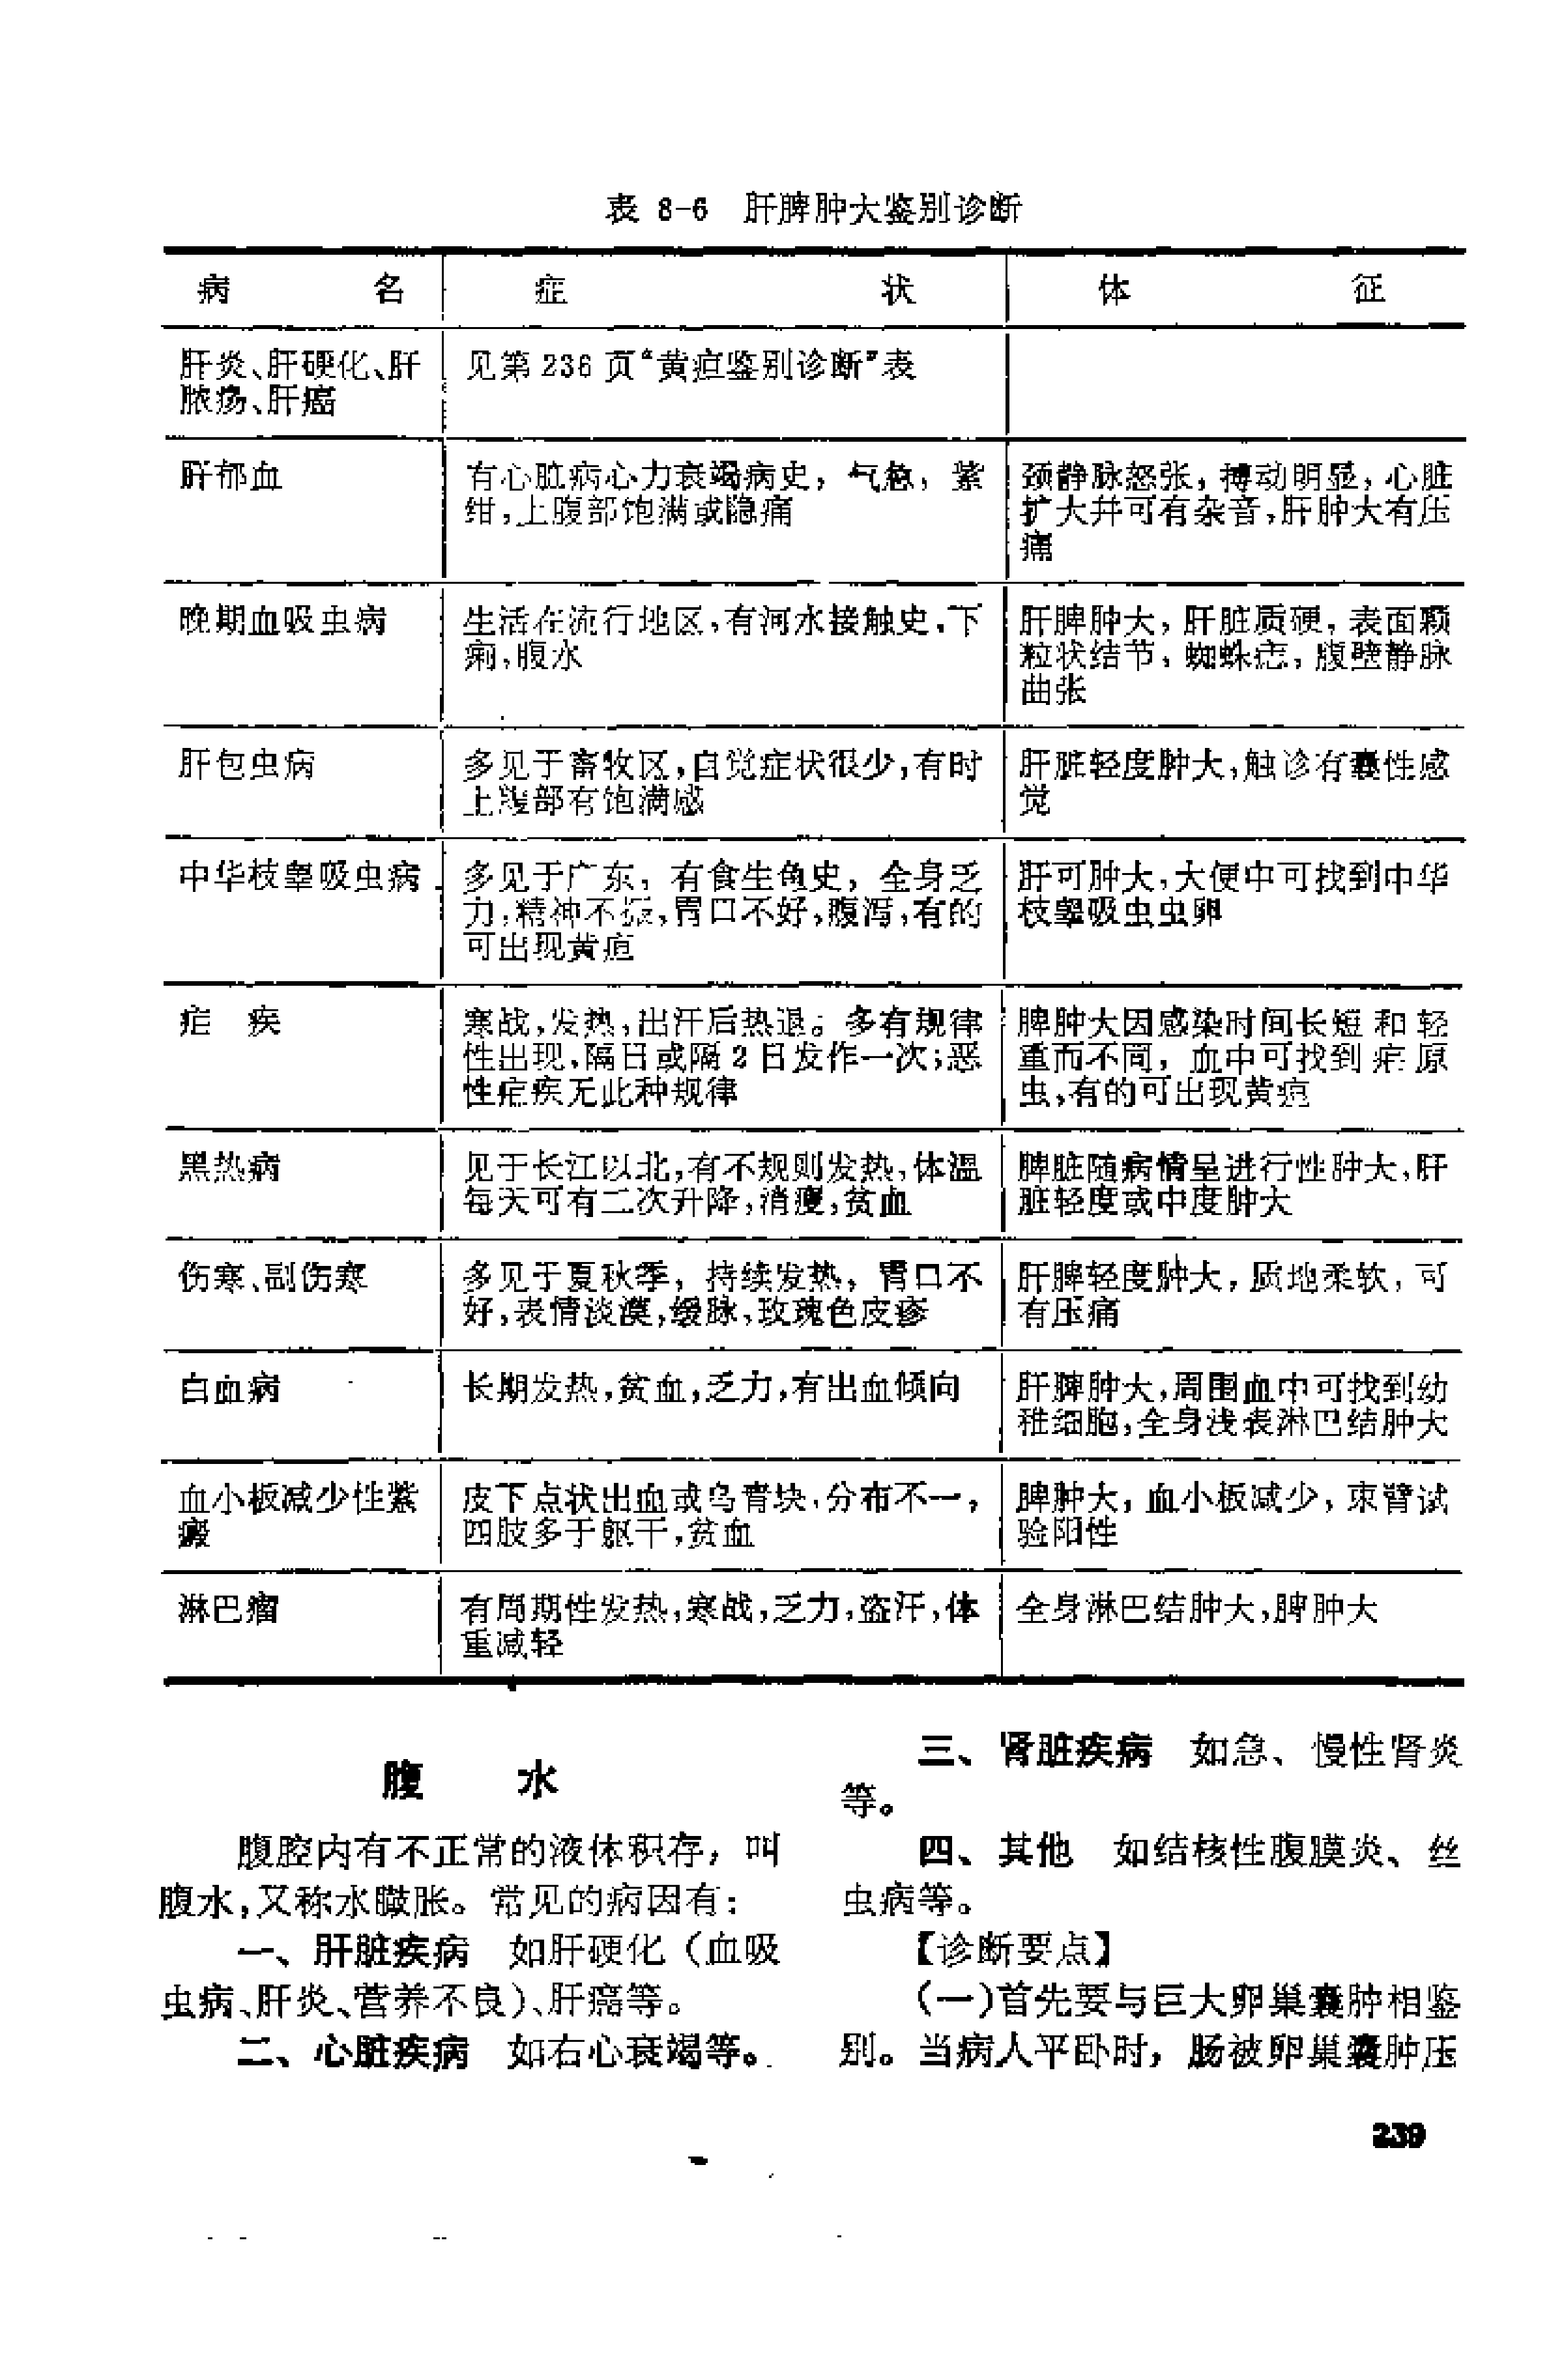 表 8-6 肝脾肿大鉴别诊断
病 名 症 状 体 征
肝炎、肝硬化、肝
脓疡、肝癌
见第 236 页“黄疸鉴别诊断”表
肝郁血
有心脏病心力衰竭病史，气急，紫
绀，上腹部饱满或隐痛
颈静脉怒张，搏动明显，心脏
扩大并可有杂音，肝肿大有压
痛
晚期血吸虫病
生活在流行地区，有河水接触史，下
痢，腹水
肝脾肿大，肝脏质硬，表面颗
粒状结节，蜘蛛痣，腹壁静脉
曲张
肝包虫病
多见于畜牧区，自觉症状很少，有时
上腹部有饱满感
肝脏轻度肿大，触诊有囊性感
觉
中华枝睾吸虫病
多见于广东，有食生鱼史，全身乏
力，精神不振，胃口不好，腹泻，有的
可出现黄疸
肝可肿大，大便中可找到中华
枝睾吸虫虫卵
疟 疾
寒战，发热，出汗后热退。多有规律
性出现，隔日或隔 2 日发作一次；恶
性疟疾无此种规律
脾肿大因感染时间长短和轻
重而不同，血中可找到疟原
虫，有的可出现黄疸
黑热病
见于长江以北，有不规则发热，体温
每天可有二次升降，消瘦，贫血
脾脏随病情呈进行性肿大，肝
脏轻度或中度肿大
伤寒、副伤寒
多见于夏秋季，持续发热，胃口不
好，表情淡漠，缓脉，玫瑰色皮疹
肝脾轻度肿大，质地柔软，可
有压痛
白血病
长期发热，贫血，乏力，有出血倾向
肝脾肿大，周围血中可找到幼
稚细胞，全身浅表淋巴结肿大
血小板减少性紫
癜
皮下点状出血或乌青块，分布不一，
四肢多于躯干，贫血
脾肿大，血小板减少，束臂试
验阳性
淋巴瘤
有周期性发热，寒战，乏力，盗汗，体
重减轻
全身淋巴结肿大，脾肿大
腹 水
腹腔内有不正常的液体积存，叫
腹水，又称水臌胀。常见的病因有：
一、肝脏疾病 如肝硬化（血吸
虫病、肝炎、营养不良）、肝癌等。
二、心脏疾病 如右心衰竭等。
三、肾脏疾病 如急、慢性肾炎
等。
四、其他 如结核性腹膜炎、丝
虫病等。
【诊断要点】
（一）首先要与巨大卵巢囊肿相鉴
别。当病人平卧时，肠被卵巢囊肿压
239